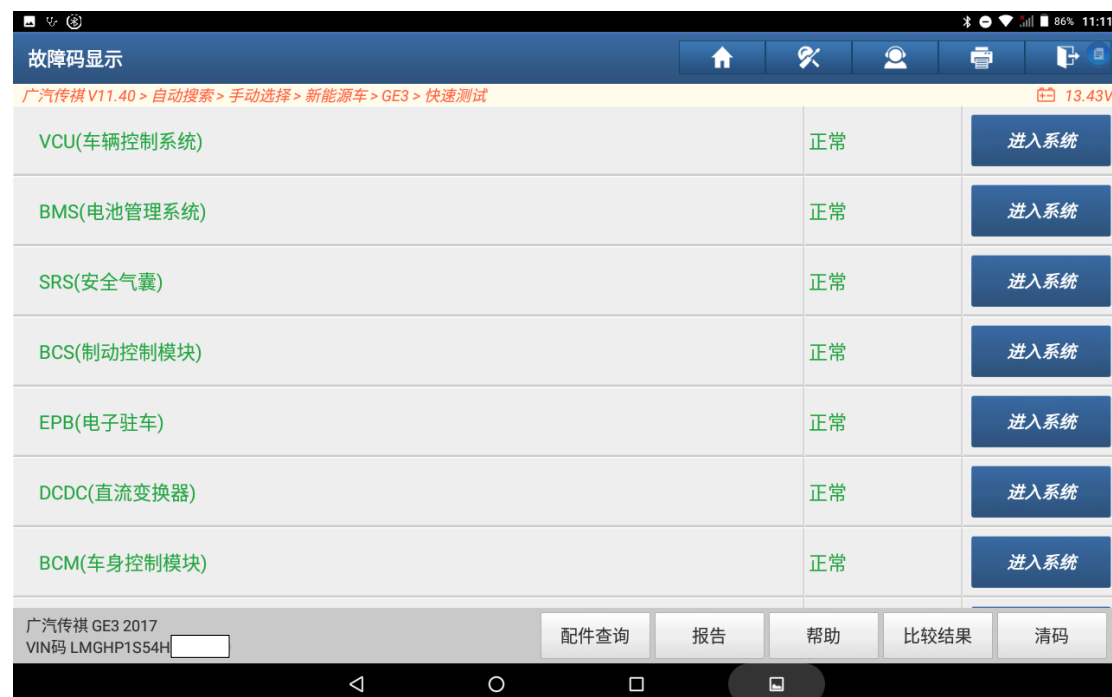 86% 11:11
故障码显示
广汽传祺 V11.40 > 自动搜索 > 手动选择 > 新能源车 > GE3 > 快速测试 13.43V
VCU(车辆控制系统) 正常 进入系统
BMS(电池管理系统) 正常 进入系统
SRS(安全气囊) 正常 进入系统
BCS(制动控制模块) 正常 进入系统
EPB(电子驻车) 正常 进入系统
DCDC(直流变换器) 正常 进入系统
BCM(车身控制模块) 正常 进入系统
广汽传祺 GE3 2017
VIN码 LMGHP1S54H
配件查询 报告 帮助 比较结果 清码